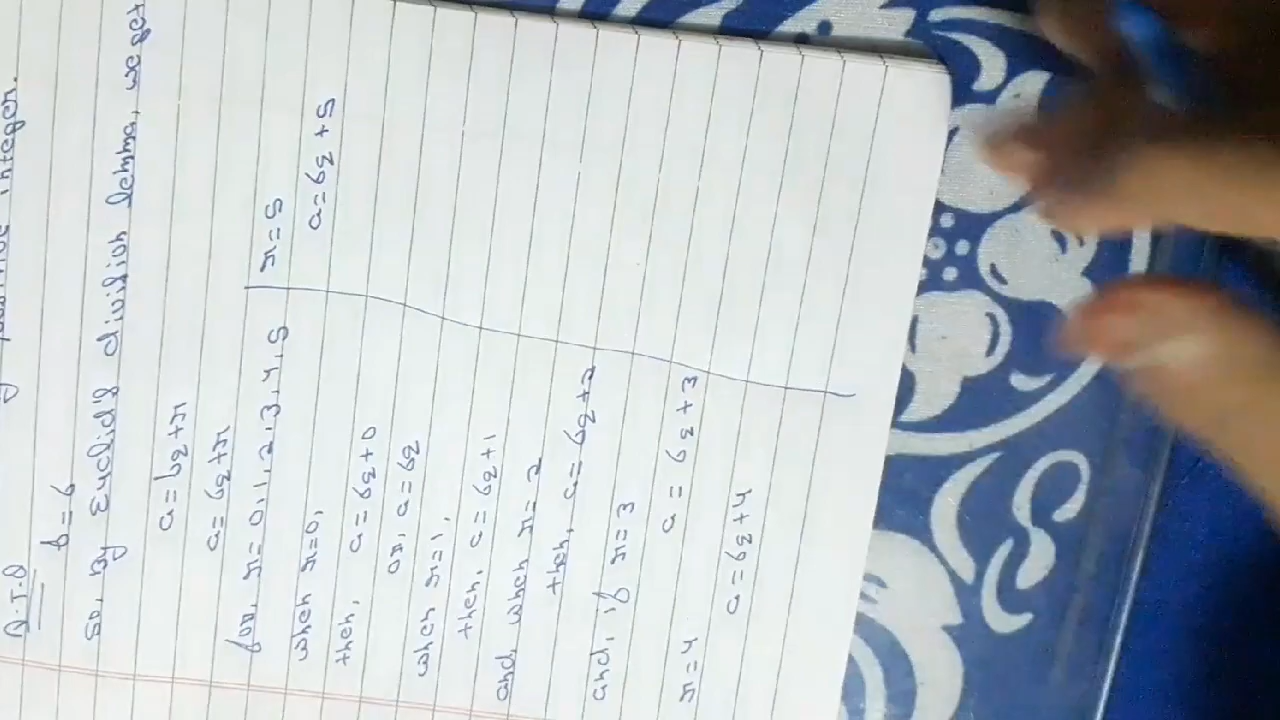 positive integer.
Q.T.Q
b=6
So, By Euclid's division lemma, we get
a=bq+r
a=6q+r
for, r=0,1,2,3,4,5
when r=0,
then, a=6q+0
or, a=6q
when r=1,
then, a=6q+1
and when r=2
then, a=6q+2
and, if r=3
a=6q+3
r=4
a=6q+4
r=5
a=6q+5